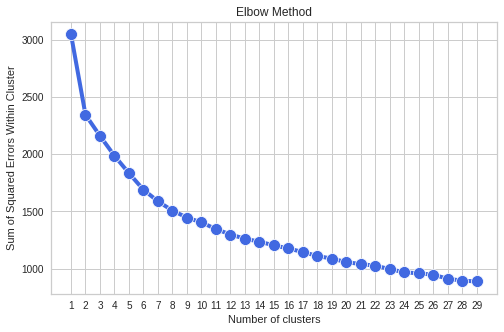 Elbow Method
Sum of Squared Errors Within Cluster
3000
2500
2000
1500
1000
1 2 3 4 5 6 7 8 9 10 11 12 13 14 15 16 17 18 19 20 21 22 23 24 25 26 27 28 29
Number of clusters